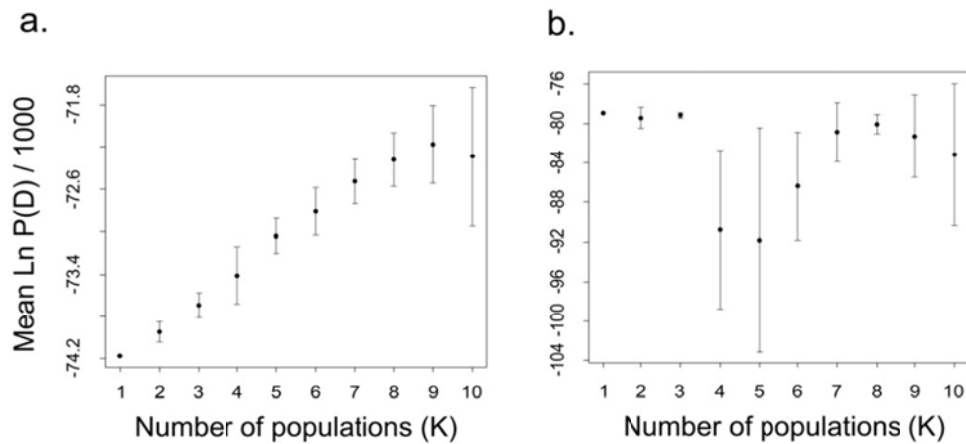 a.
b.
Mean Ln P(D) / 1000
-71.8
-72.6
-73.4
-74.2
1 2 3 4 5 6 7 8 9 10
Number of populations (K)
-76
-80
-84
-88
-92
-96
-100
-104
1 2 3 4 5 6 7 8 9 10
Number of populations (K)